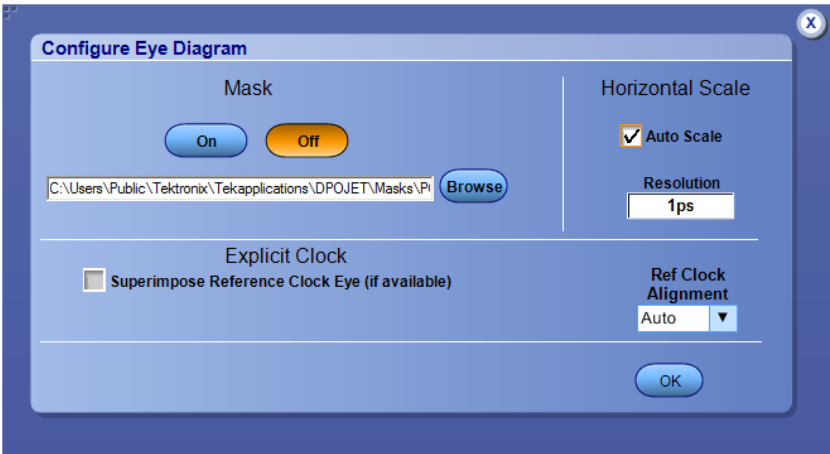 Configure Eye Diagram
X
Mask
On
Off
C:\Users\Public\Tektronix\Tekapplications\DPOJET\Masks\P
Browse
Horizontal Scale
Auto Scale
Resolution
1ps
Explicit Clock
Superimpose Reference Clock Eye (if available)
Ref Clock
Alignment
Auto
OK